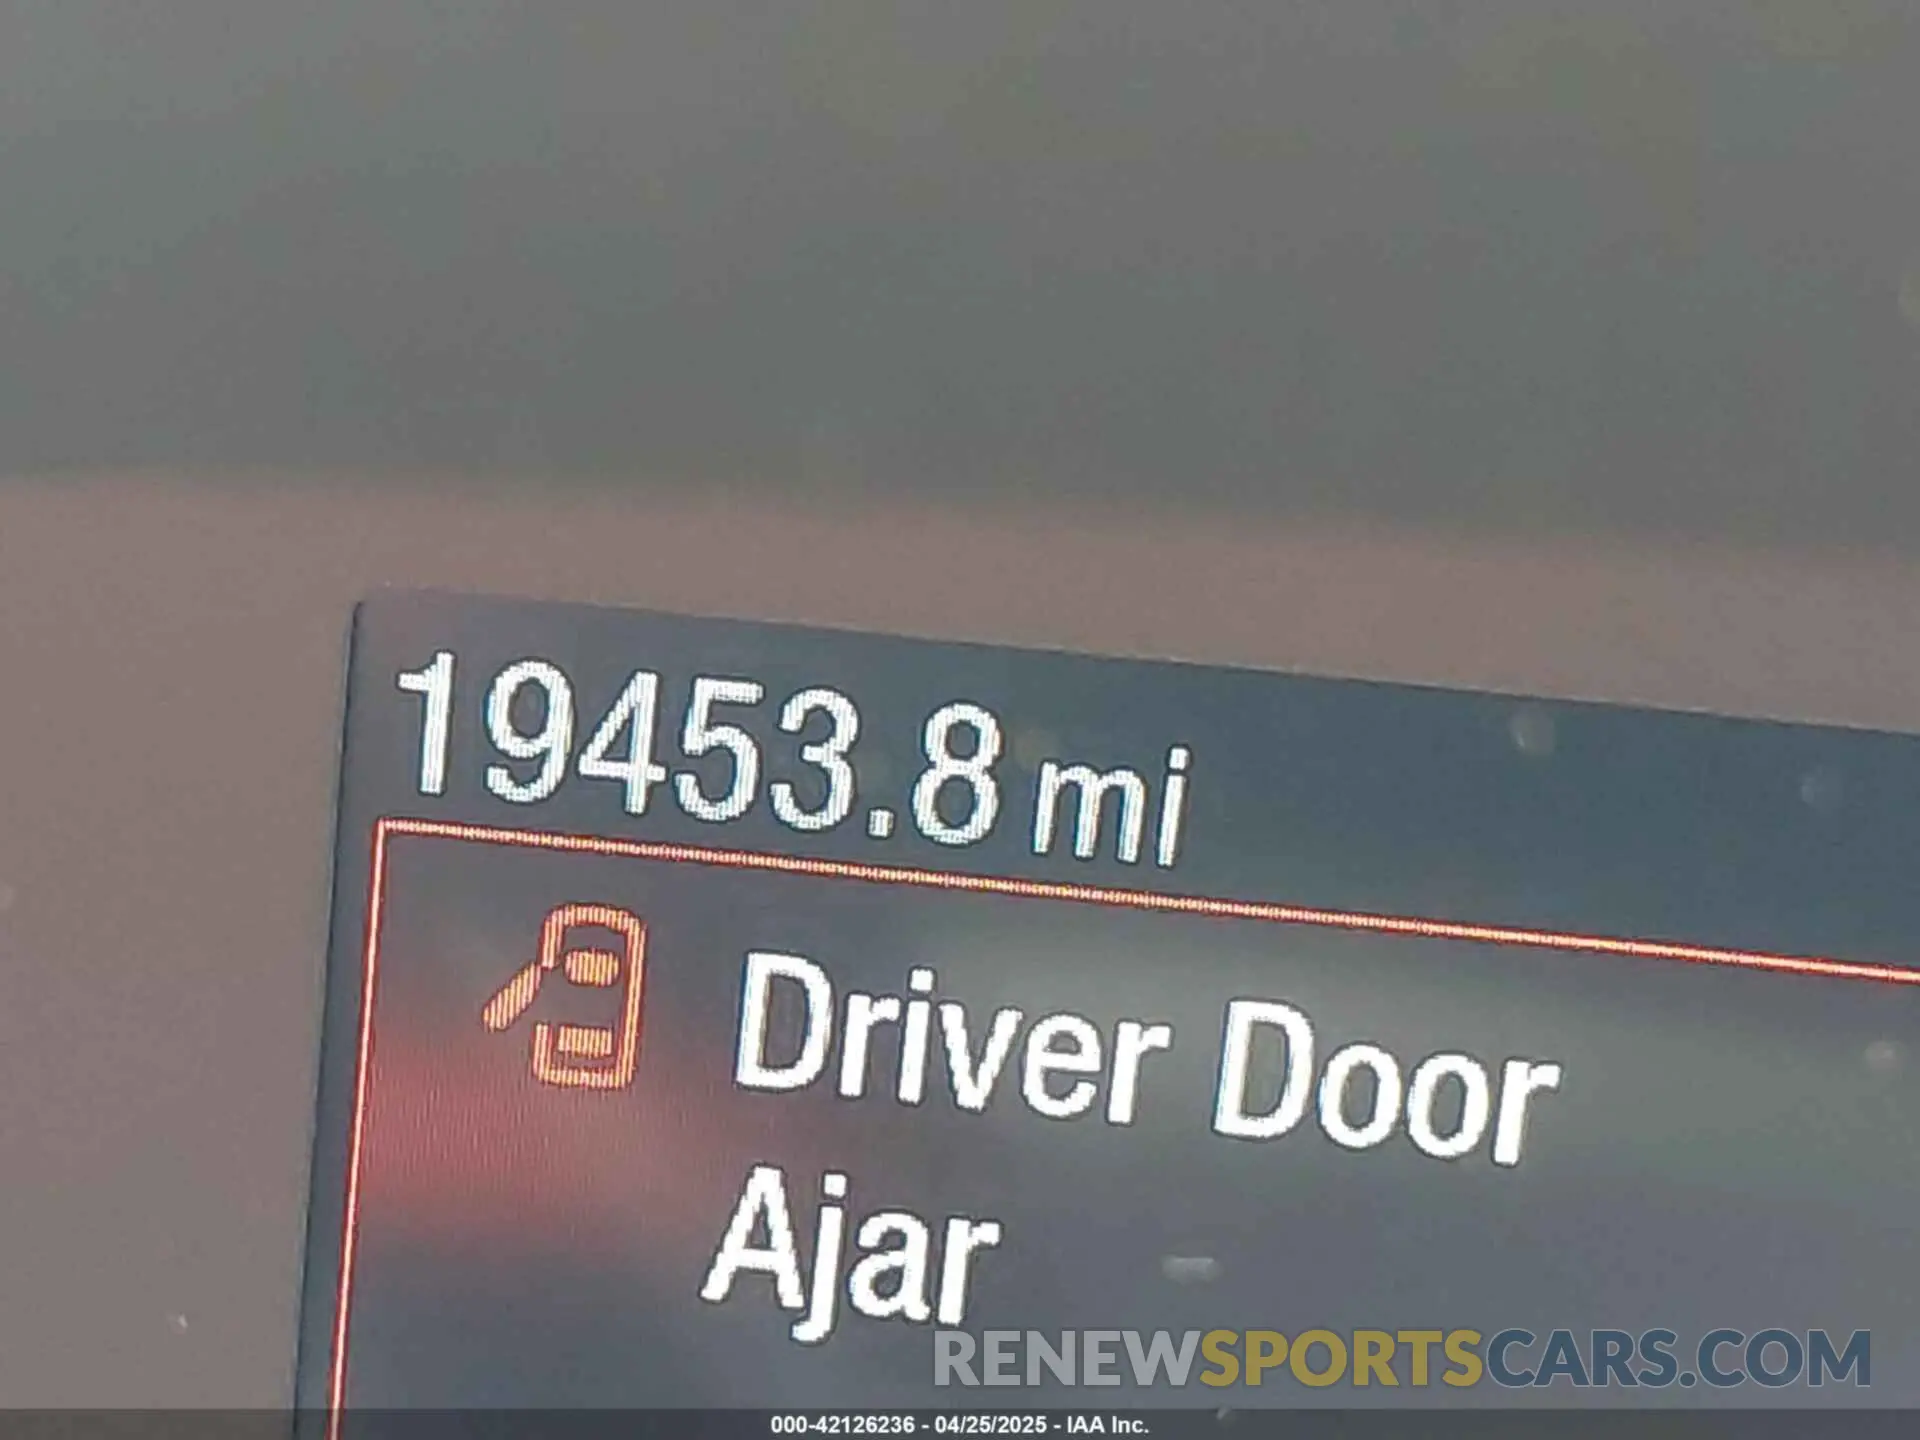 19453.8 mi
Driver Door
Ajar
RENEWSPORTSCARS.COM
000-42126236 - 04/25/2025 - IAA Inc.